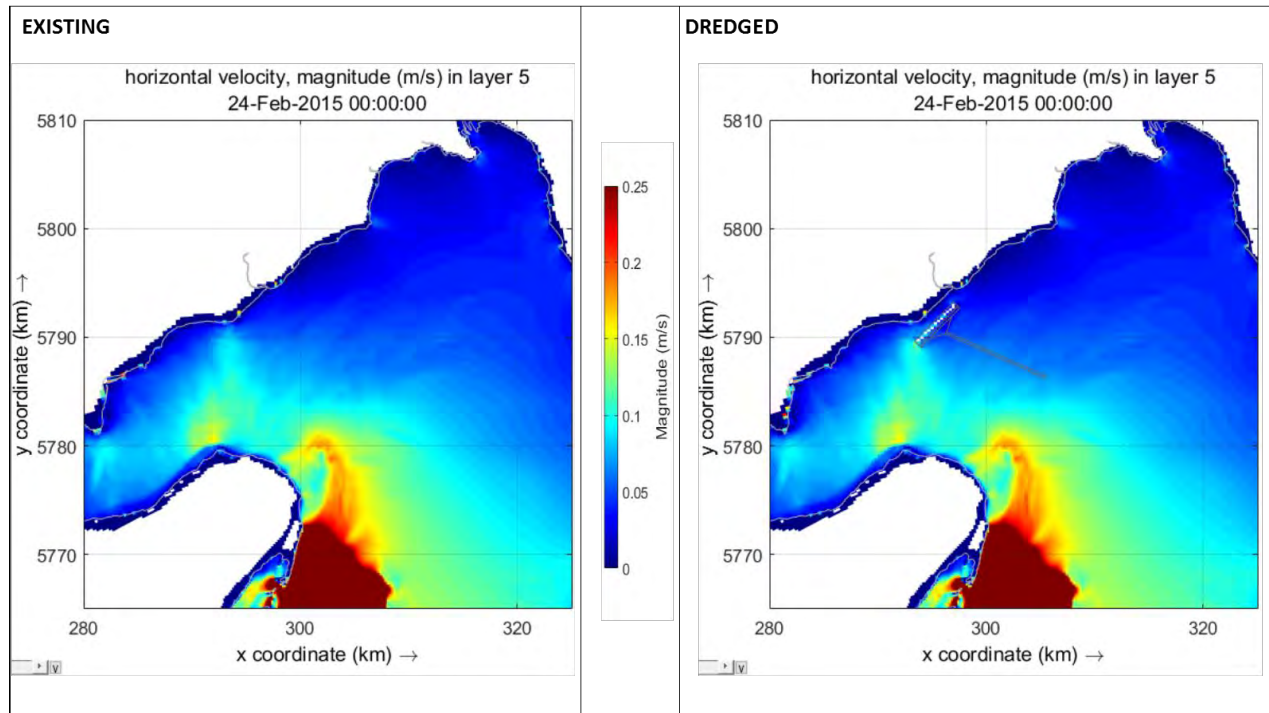 EXISTING
horizontal velocity, magnitude (m/s) in layer 5
24-Feb-2015 00:00:00
5810
5800
5790
5780
5770
280
300
320
x coordinate (km) →
y coordinate (km) →
V
0.25
0.2
0.15
0.1
0.05
0
Magnitude (m/s)
DREDGED
horizontal velocity, magnitude (m/s) in layer 5
24-Feb-2015 00:00:00
5810
5800
5790
5780
5770
280
300
320
x coordinate (km) →
y coordinate (km) →
V